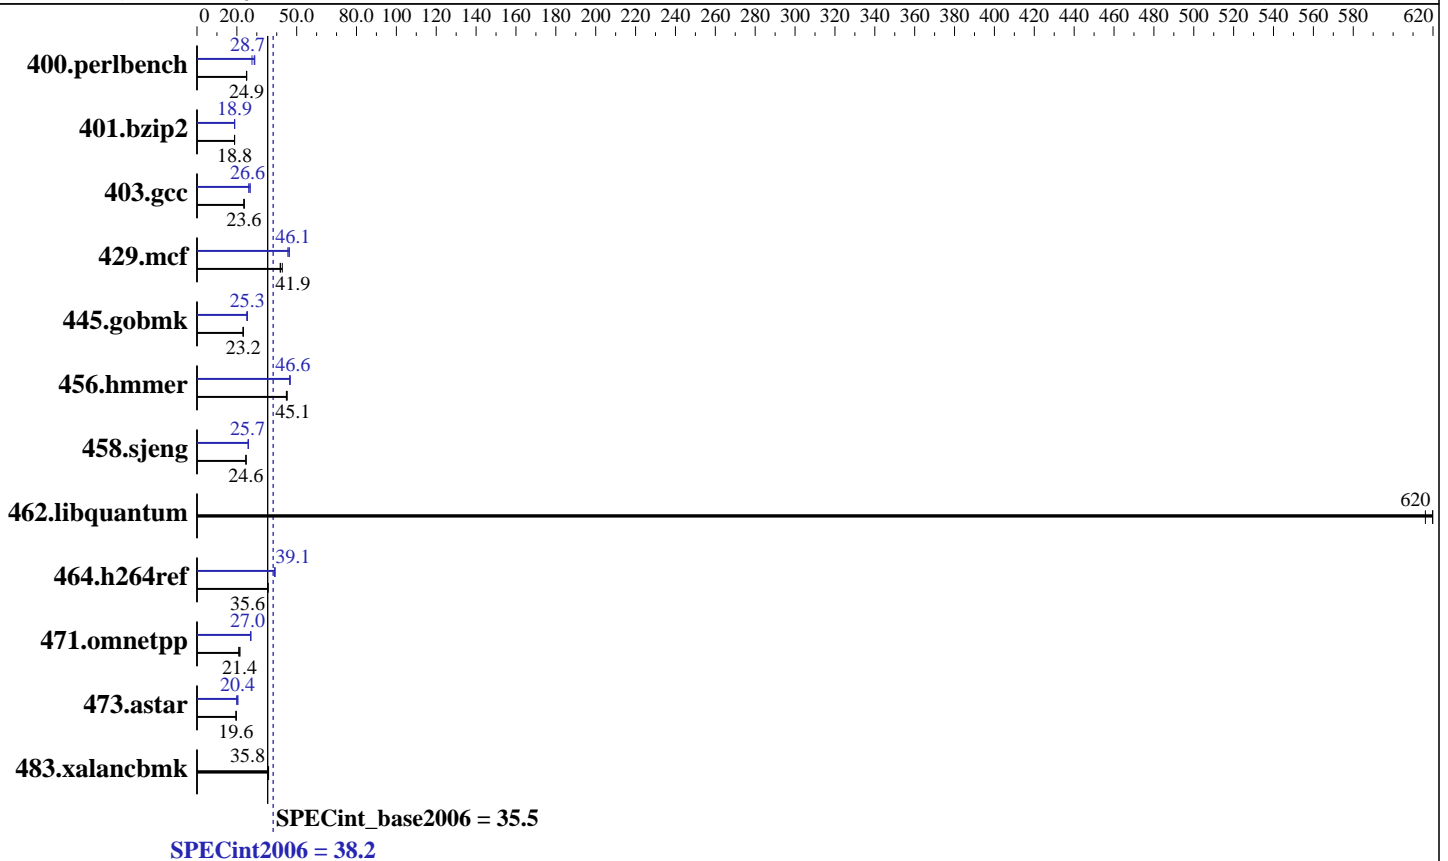 0 20.0 50.0 80.0 100 120 140 160 180 200 220 240 260 280 300 320 340 360 380 400 420 440 460 480 500 520 540 560 580 620
28.7
400.perlbench
24.9
18.9
401.bzip2
18.8
26.6
403.gcc
23.6
46.1
429.mcf
41.9
25.3
445.gobmk
23.2
46.6
456.hmmer
45.1
25.7
458.sjeng
24.6
620
462.libquantum
39.1
464.h264ref
35.6
27.0
471.omnetpp
21.4
20.4
473.astar
19.6
35.8
483.xalancbmk
SPECint_base2006 = 35.5
SPECint2006 = 38.2